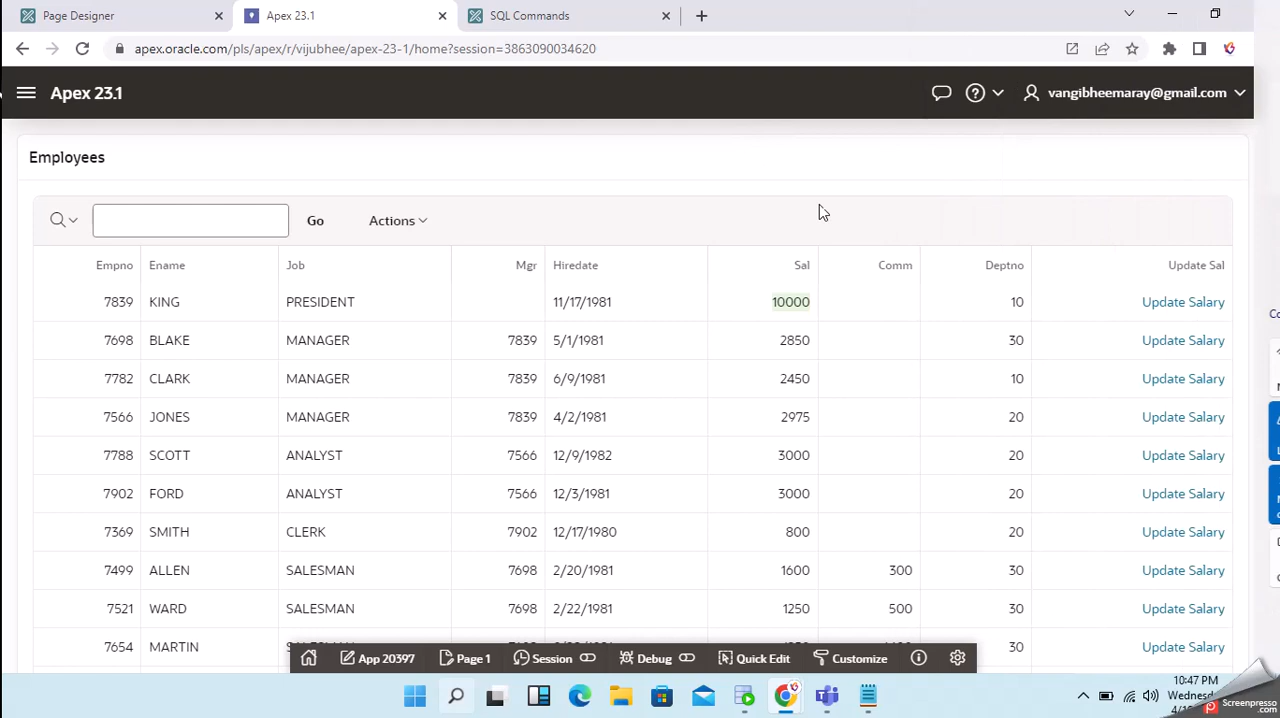 Page Designer
Apex 23.1
SQL Commands
apex.oracle.com/pls/apex/r/vijubhee/apex-23-1/home?session=3863090034620
Apex 23.1
vangibheemaray@gmail.com
Employees
Go Actions
Empno Ename Job Mgr Hiredate Sal Comm Deptno Update Sal
7839 KING PRESIDENT 11/17/1981 10000 10 Update Salary
7698 BLAKE MANAGER 7839 5/1/1981 2850 30 Update Salary
7782 CLARK MANAGER 7839 6/9/1981 2450 10 Update Salary
7566 JONES MANAGER 7839 4/2/1981 2975 20 Update Salary
7788 SCOTT ANALYST 7566 12/9/1982 3000 20 Update Salary
7902 FORD ANALYST 7566 12/3/1981 3000 20 Update Salary
7369 SMITH CLERK 7902 12/17/1980 800 20 Update Salary
7499 ALLEN SALESMAN 7698 2/20/1981 1600 300 30 Update Salary
7521 WARD SALESMAN 7698 2/22/1981 1250 500 30 Update Salary
7654 MARTIN 30 Update Salary
App 20397 Page 1 Session Debug Quick Edit Customize
10:47 PM
Screenpresso
.com